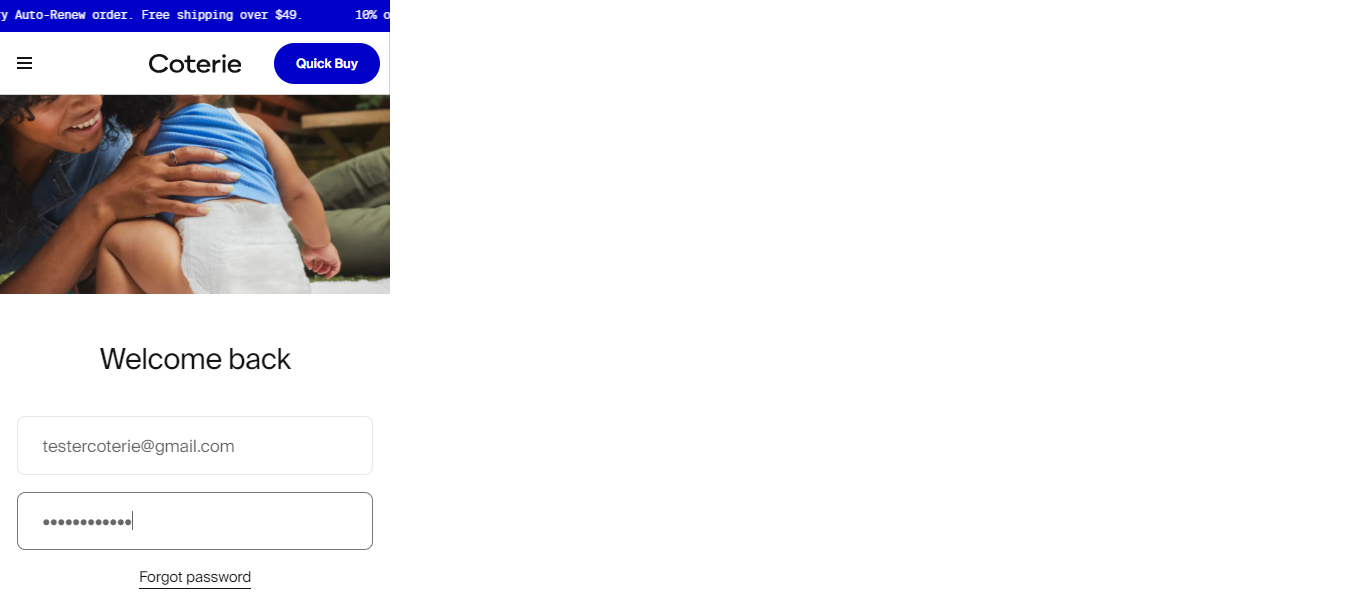 Auto-Renew order. Free shipping over $49. 10%
Coterie
Quick Buy
Welcome back
testercoterie@gmail.com
••••••••••••
Forgot password